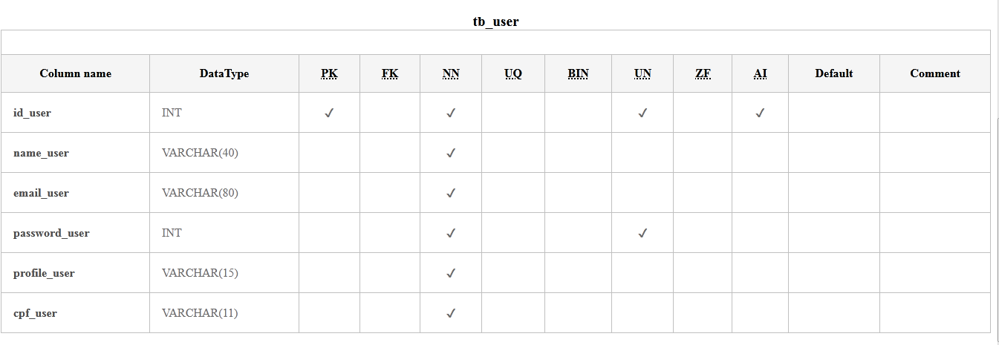 tb_user
Column name DataType PK FK NN UQ BIN UN ZF AI Default Comment
id_user INT ✓ ✓ ✓ ✓
name_user VARCHAR(40) ✓
email_user VARCHAR(80) ✓
password_user INT ✓ ✓
profile_user VARCHAR(15) ✓
cpf_user VARCHAR(11) ✓